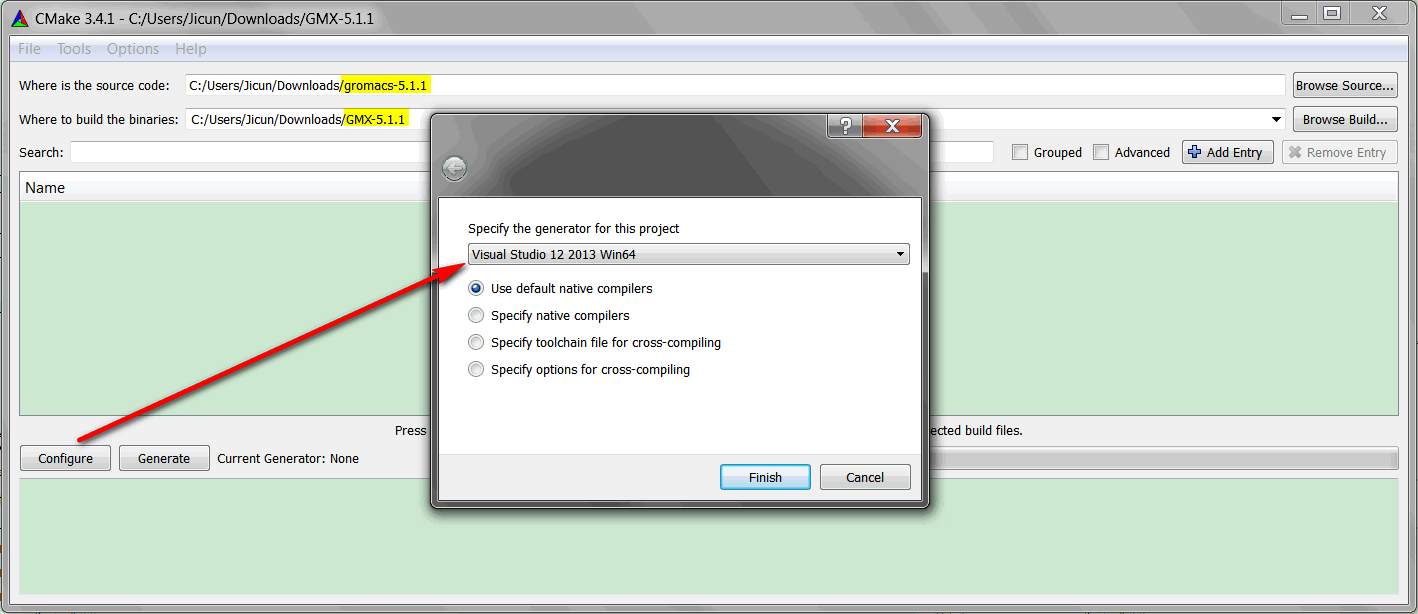 CMake 3.4.1 - C:/Users/Jicun/Downloads/GMX-5.1.1
File Tools Options Help
Where is the source code: C:/Users/Jicun/Downloads/gromacs-5.1.1 Browse Source...
Where to build the binaries: C:/Users/Jicun/Downloads/GMX-5.1.1 Browse Build...
Search: Grouped Advanced Add Entry Remove Entry
Name
?
Specify the generator for this project
Visual Studio 12 2013 Win64
Use default native compilers
Specify native compilers
Specify toolchain file for cross-compiling
Specify options for cross-compiling
Finish Cancel
Press ected build files.
Configure Generate Current Generator: None